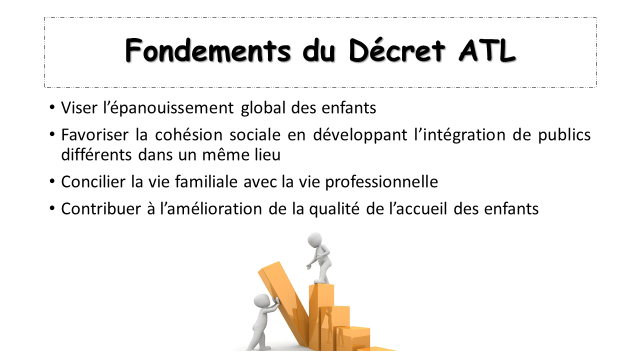 Fondements du Décret ATL
• Viser l’épanouissement global des enfants
• Favoriser la cohésion sociale en développant l’intégration de publics
différents dans un même lieu
• Concilier la vie familiale avec la vie professionnelle
• Contribuer à l’amélioration de la qualité de l’accueil des enfants